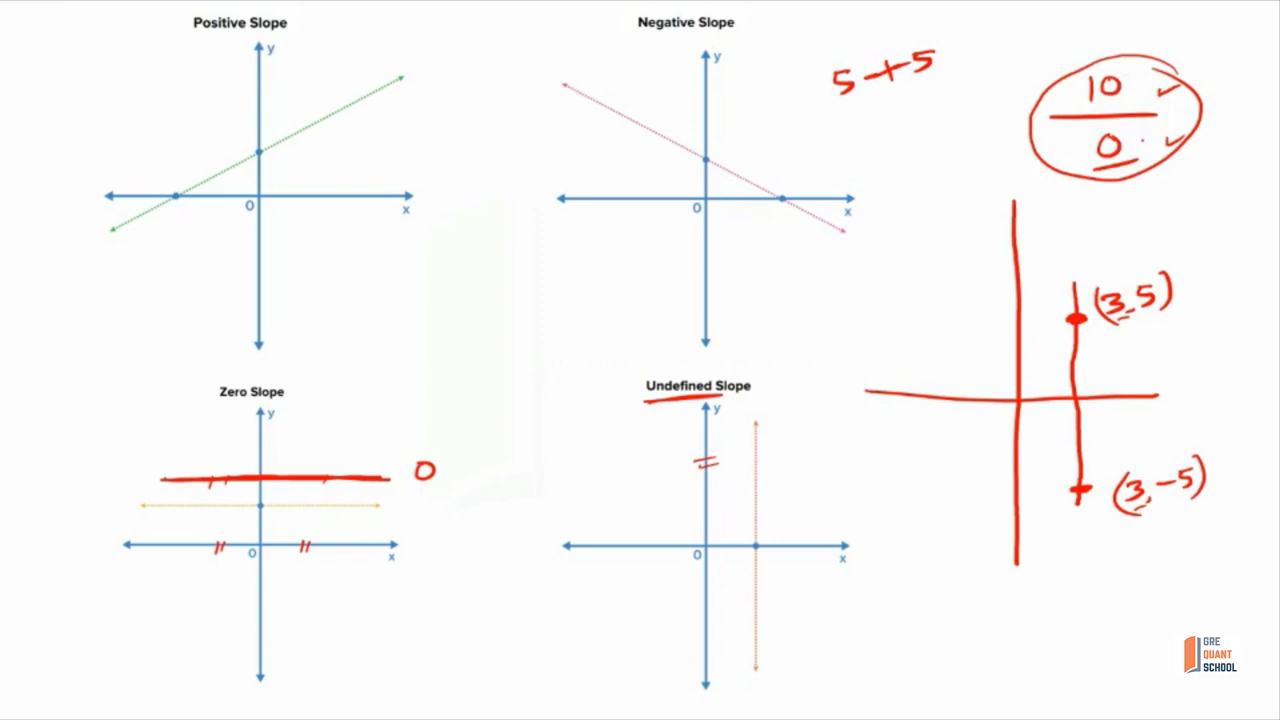 Positive Slope
y
0
x
Negative Slope
y
0
x
5+5
10
0
(3,5)
(3,-5)
Zero Slope
y
0
0
x
Undefined Slope
y
0
x
GRE
QUANT
SCHOOL